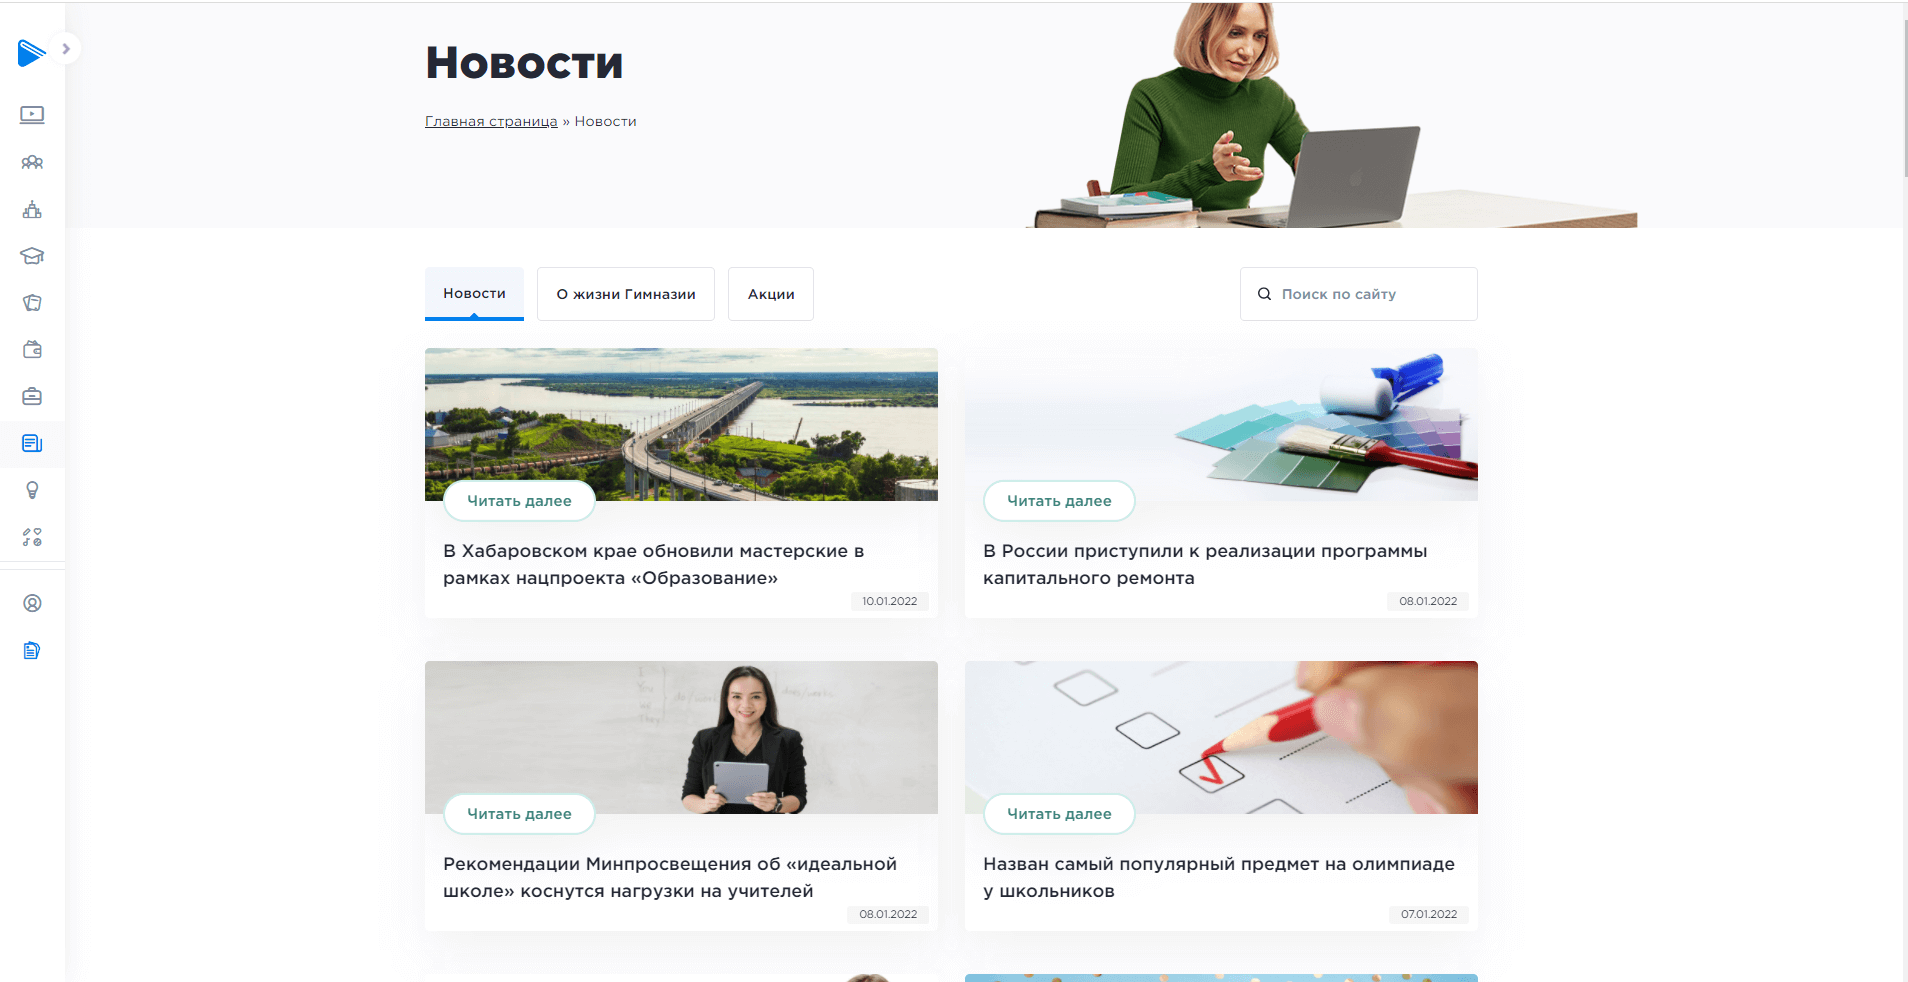 Новости
Главная страница » Новости
Новости
О жизни Гимназии
Акции
Поиск по сайту
Читать далее
В Хабаровском крае обновили мастерские в
рамках нацпроекта «Образование»
10.01.2022
Читать далее
В России приступили к реализации программы
капитального ремонта
08.01.2022
Читать далее
Рекомендации Минпросвещения об «идеальной
школе» коснутся нагрузки на учителей
08.01.2022
Читать далее
Назван самый популярный предмет на олимпиаде
у школьников
07.01.2022